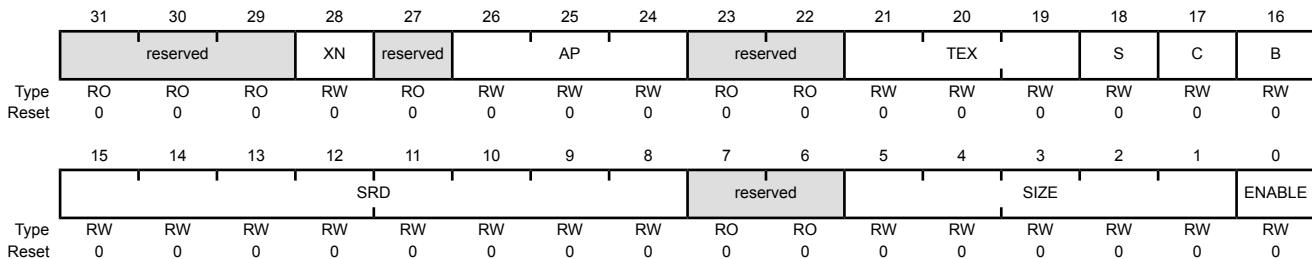 31 30 29 28 27 26 25 24 23 22 21 20 19 18 17 16
reserved XN reserved AP reserved TEX S C B
Type RO RO RO RW RO RW RW RW RO RO RW RW RW RW RW RW
Reset 0 0 0 0 0 0 0 0 0 0 0 0 0 0 0 0
15 14 13 12 11 10 9 8 7 6 5 4 3 2 1 0
SRD reserved SIZE ENABLE
Type RW RW RW RW RW RW RW RW RO RO RW RW RW RW RW RW
Reset 0 0 0 0 0 0 0 0 0 0 0 0 0 0 0 0